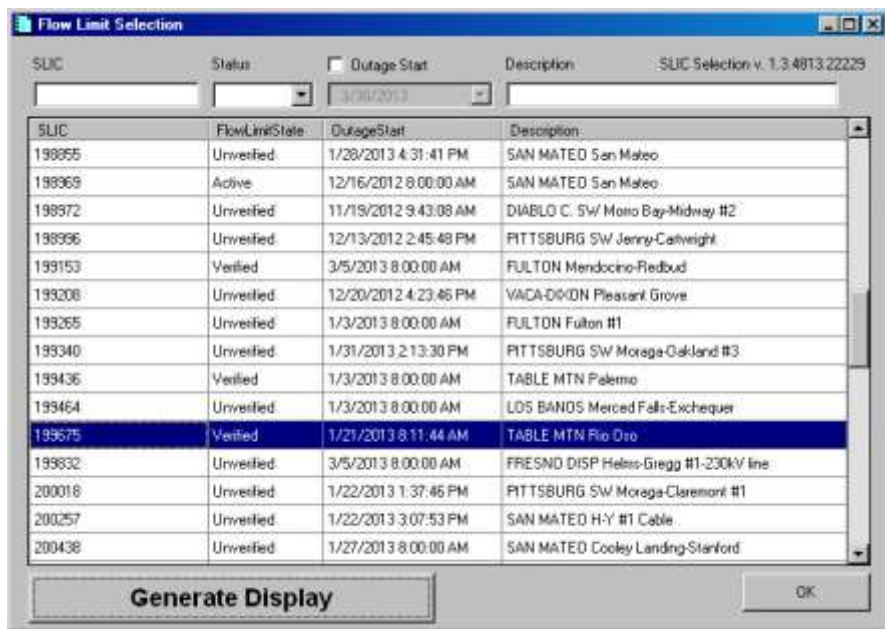 Flow Limit Selection
SLIC Status Outage Start Description SLIC Selection v. 1.3.4813.22229
3/30/2013
SLIC FlowLimitState OutageStart Description
198855 Unverified 1/28/2013 4:31:41 PM SAN MATEO San Mateo
198969 Active 12/16/2012 8:00:00 AM SAN MATEO San Mateo
198972 Unverified 11/19/2012 9:43:08 AM DIABLO C. SW Morro Bay-Midway #2
198996 Unverified 12/13/2012 2:45:48 PM PITTSBURG SW Jenny-Cartwright
199153 Verified 3/5/2013 8:00:00 AM FULTON Mendocino-Redbud
199208 Unverified 12/20/2012 4:23:46 PM VACA-DIXON Pleasant Grove
199265 Unverified 1/3/2013 8:00:00 AM FULTON Fulton #1
199340 Unverified 1/31/2013 2:13:30 PM PITTSBURG SW Moraga-Oakland #3
199436 Verified 1/3/2013 8:00:00 AM TABLE MTN Palermo
199464 Unverified 1/3/2013 8:00:00 AM LOS BANOS Merced Falls-Exchequer
199675 Verified 1/21/2013 8:11:44 AM TABLE MTN Rio Oso
199832 Unverified 3/5/2013 8:00:00 AM FRESNO DISP Helms-Gregg #1-230kV line
200018 Unverified 1/22/2013 1:37:46 PM PITTSBURG SW Moraga-Claremont #1
200257 Unverified 1/22/2013 3:07:53 PM SAN MATEO H-Y #1 Cable
200438 Unverified 1/27/2013 8:00:00 AM SAN MATEO Cooley Landing-Stanford
Generate Display OK